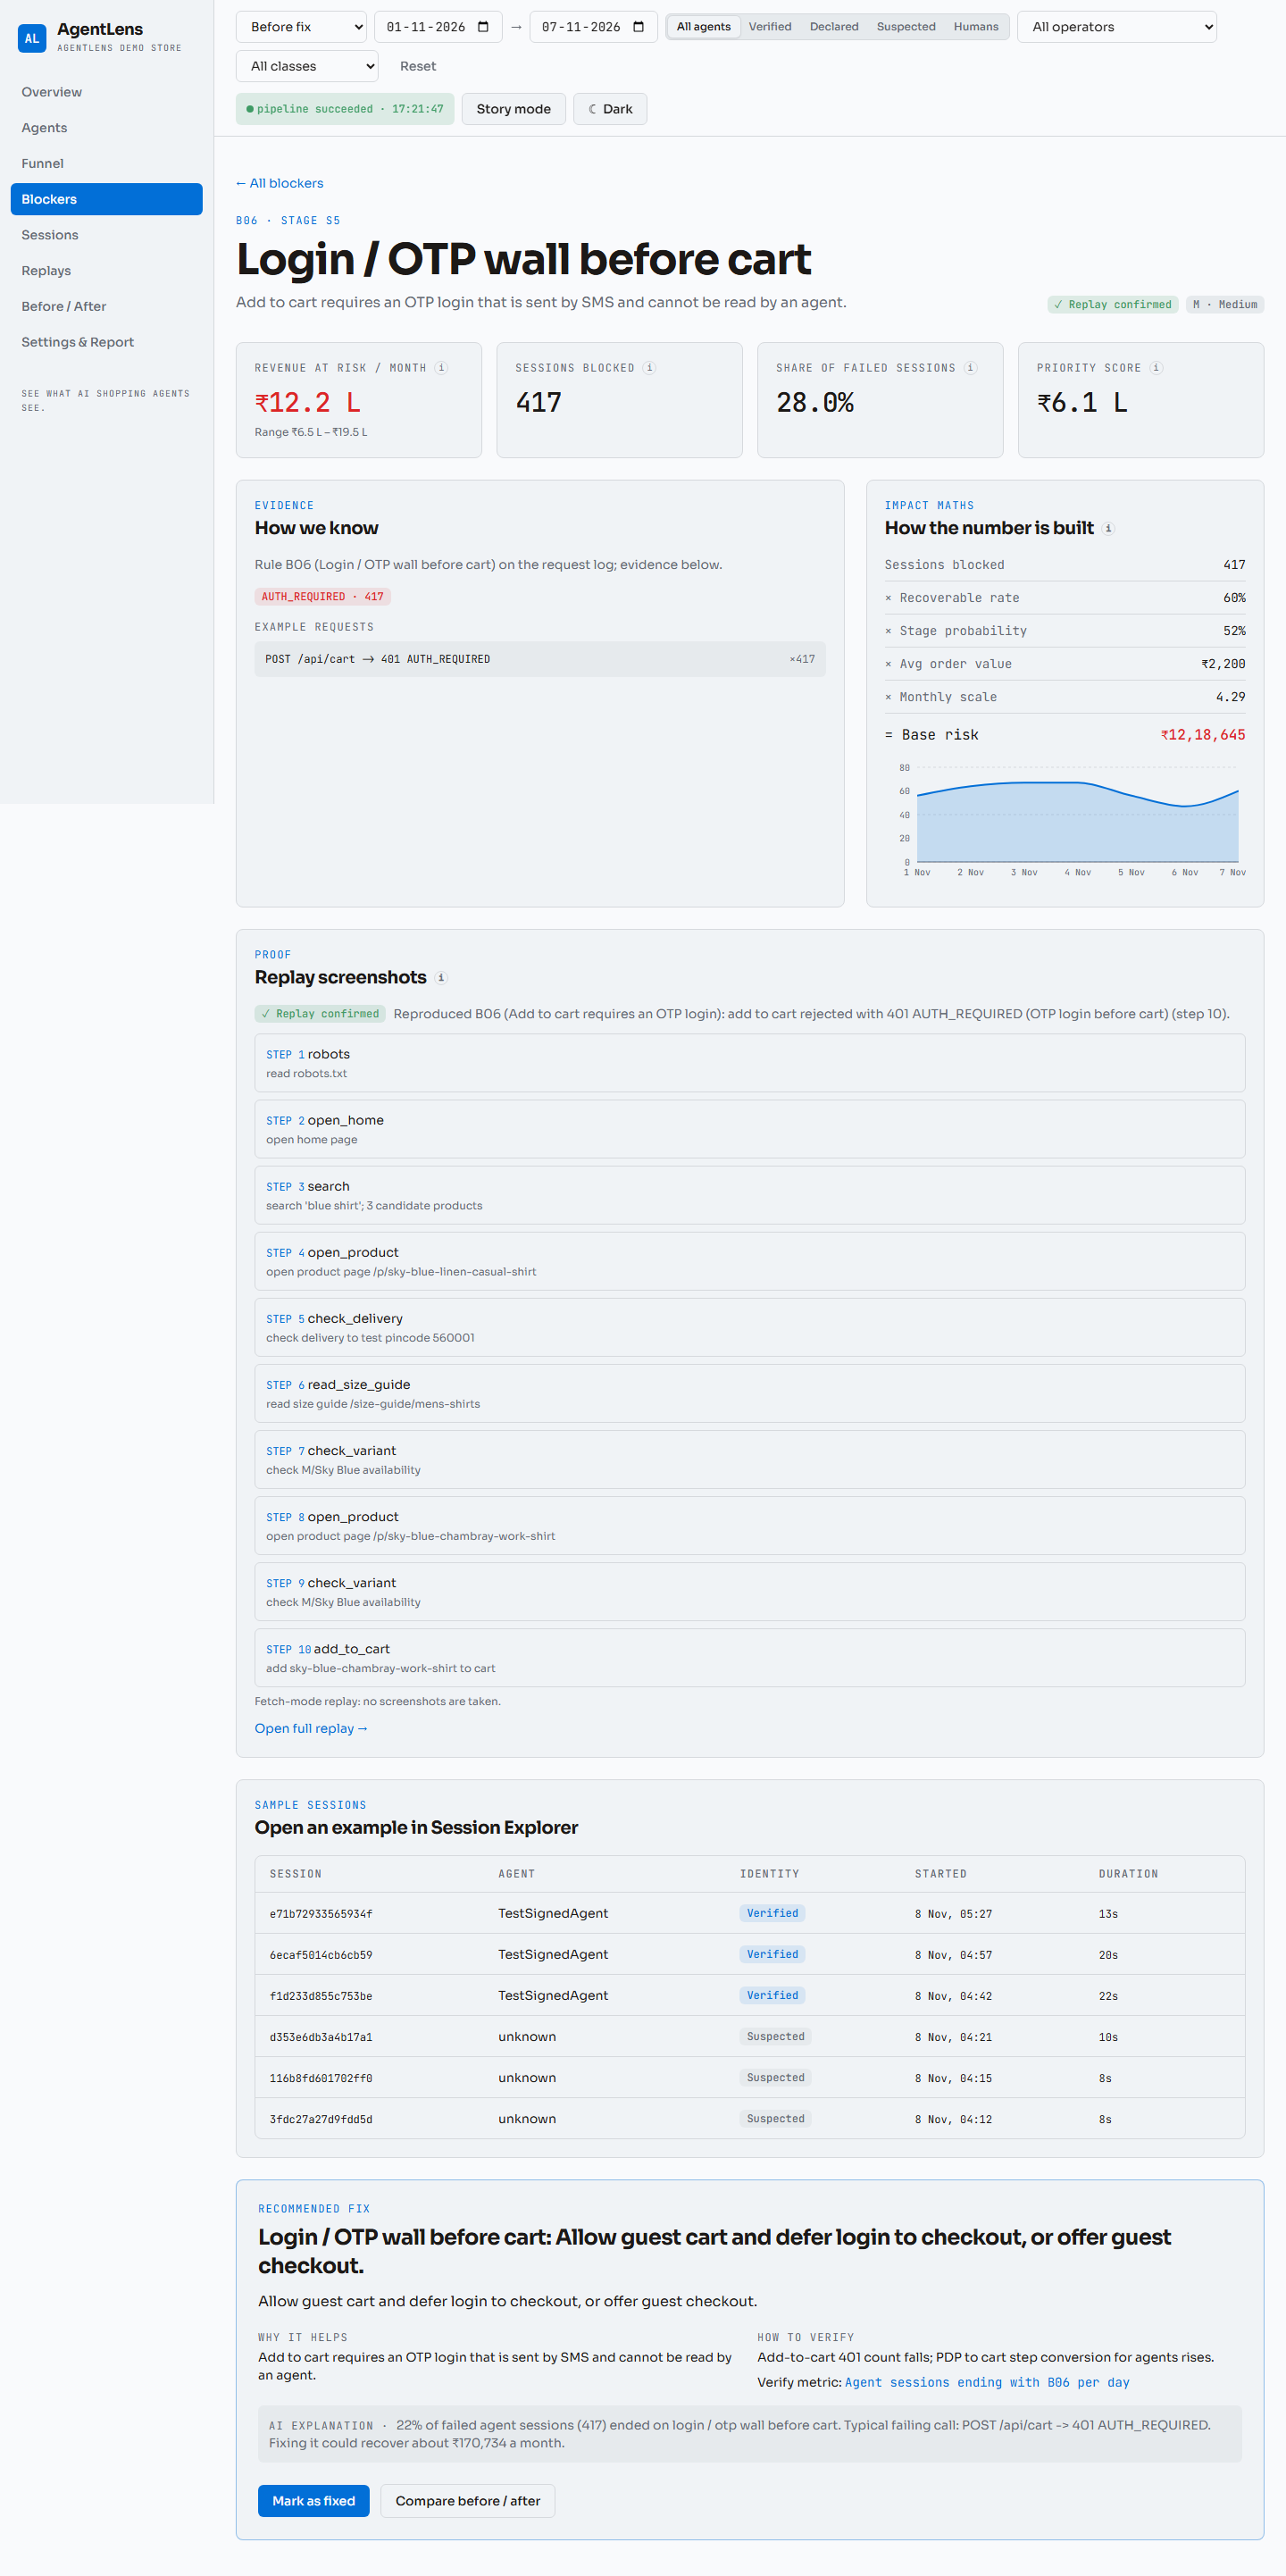 AL
AgentLens
AGENTLENS DEMO STORE
Overview
Agents
Funnel
Blockers
Sessions
Replays
Before / After
Settings & Report
SEE WHAT AI SHOPPING AGENTS
SEE.
Before fix
01-11-2026
→
07-11-2026
All agents
Verified
Declared
Suspected
Humans
All operators
All classes
Reset
pipeline succeeded · 17:21:47
Story mode
☾ Dark
← All blockers
B06 · STAGE S5
Login / OTP wall before cart
Add to cart requires an OTP login that is sent by SMS and cannot be read by an agent.
✓ Replay confirmed
M · Medium
REVENUE AT RISK / MONTH i
₹12.2 L
Range ₹6.5 L – ₹19.5 L
SESSIONS BLOCKED i
417
SHARE OF FAILED SESSIONS i
28.0%
PRIORITY SCORE i
₹6.1 L
EVIDENCE
How we know
Rule B06 (Login / OTP wall before cart) on the request log; evidence below.
AUTH_REQUIRED · 417
EXAMPLE REQUESTS
POST /api/cart → 401 AUTH_REQUIRED ×417
IMPACT MATHS
How the number is built i
Sessions blocked 417
× Recoverable rate 60%
× Stage probability 52%
× Avg order value ₹2,200
× Monthly scale 4.29
= Base risk ₹12,18,645
80
60
40
20
0
1 Nov 2 Nov 3 Nov 4 Nov 5 Nov 6 Nov 7 Nov
PROOF
Replay screenshots i
✓ Replay confirmed Reproduced B06 (Add to cart requires an OTP login): add to cart rejected with 401 AUTH_REQUIRED (OTP login before cart) (step 10).
STEP 1 robots
read robots.txt
STEP 2 open_home
open home page
STEP 3 search
search 'blue shirt'; 3 candidate products
STEP 4 open_product
open product page /p/sky-blue-linen-casual-shirt
STEP 5 check_delivery
check delivery to test pincode 560001
STEP 6 read_size_guide
read size guide /size-guide/mens-shirts
STEP 7 check_variant
check M/Sky Blue availability
STEP 8 open_product
open product page /p/sky-blue-chambray-work-shirt
STEP 9 check_variant
check M/Sky Blue availability
STEP 10 add_to_cart
add sky-blue-chambray-work-shirt to cart
Fetch-mode replay: no screenshots are taken.
Open full replay →
SAMPLE SESSIONS
Open an example in Session Explorer
SESSION AGENT IDENTITY STARTED DURATION
e71b72933565934f TestSignedAgent Verified 8 Nov, 05:27 13s
6ecaf5014cb6cb59 TestSignedAgent Verified 8 Nov, 04:57 20s
f1d233d855c753be TestSignedAgent Verified 8 Nov, 04:42 22s
d353e6db3a4b17a1 unknown Suspected 8 Nov, 04:21 10s
116b8fd601702ff0 unknown Suspected 8 Nov, 04:15 8s
3fdc27a27d9fdd5d unknown Suspected 8 Nov, 04:12 8s
RECOMMENDED FIX
Login / OTP wall before cart: Allow guest cart and defer login to checkout, or offer guest
checkout.
Allow guest cart and defer login to checkout, or offer guest checkout.
WHY IT HELPS
Add to cart requires an OTP login that is sent by SMS and cannot be read by
an agent.
HOW TO VERIFY
Add-to-cart 401 count falls; PDP to cart step conversion for agents rises.
Verify metric: Agent sessions ending with B06 per day
AI EXPLANATION · 22% of failed agent sessions (417) ended on login / otp wall before cart. Typical failing call: POST /api/cart -> 401 AUTH_REQUIRED.
Fixing it could recover about ₹170,734 a month.
Mark as fixed
Compare before / after